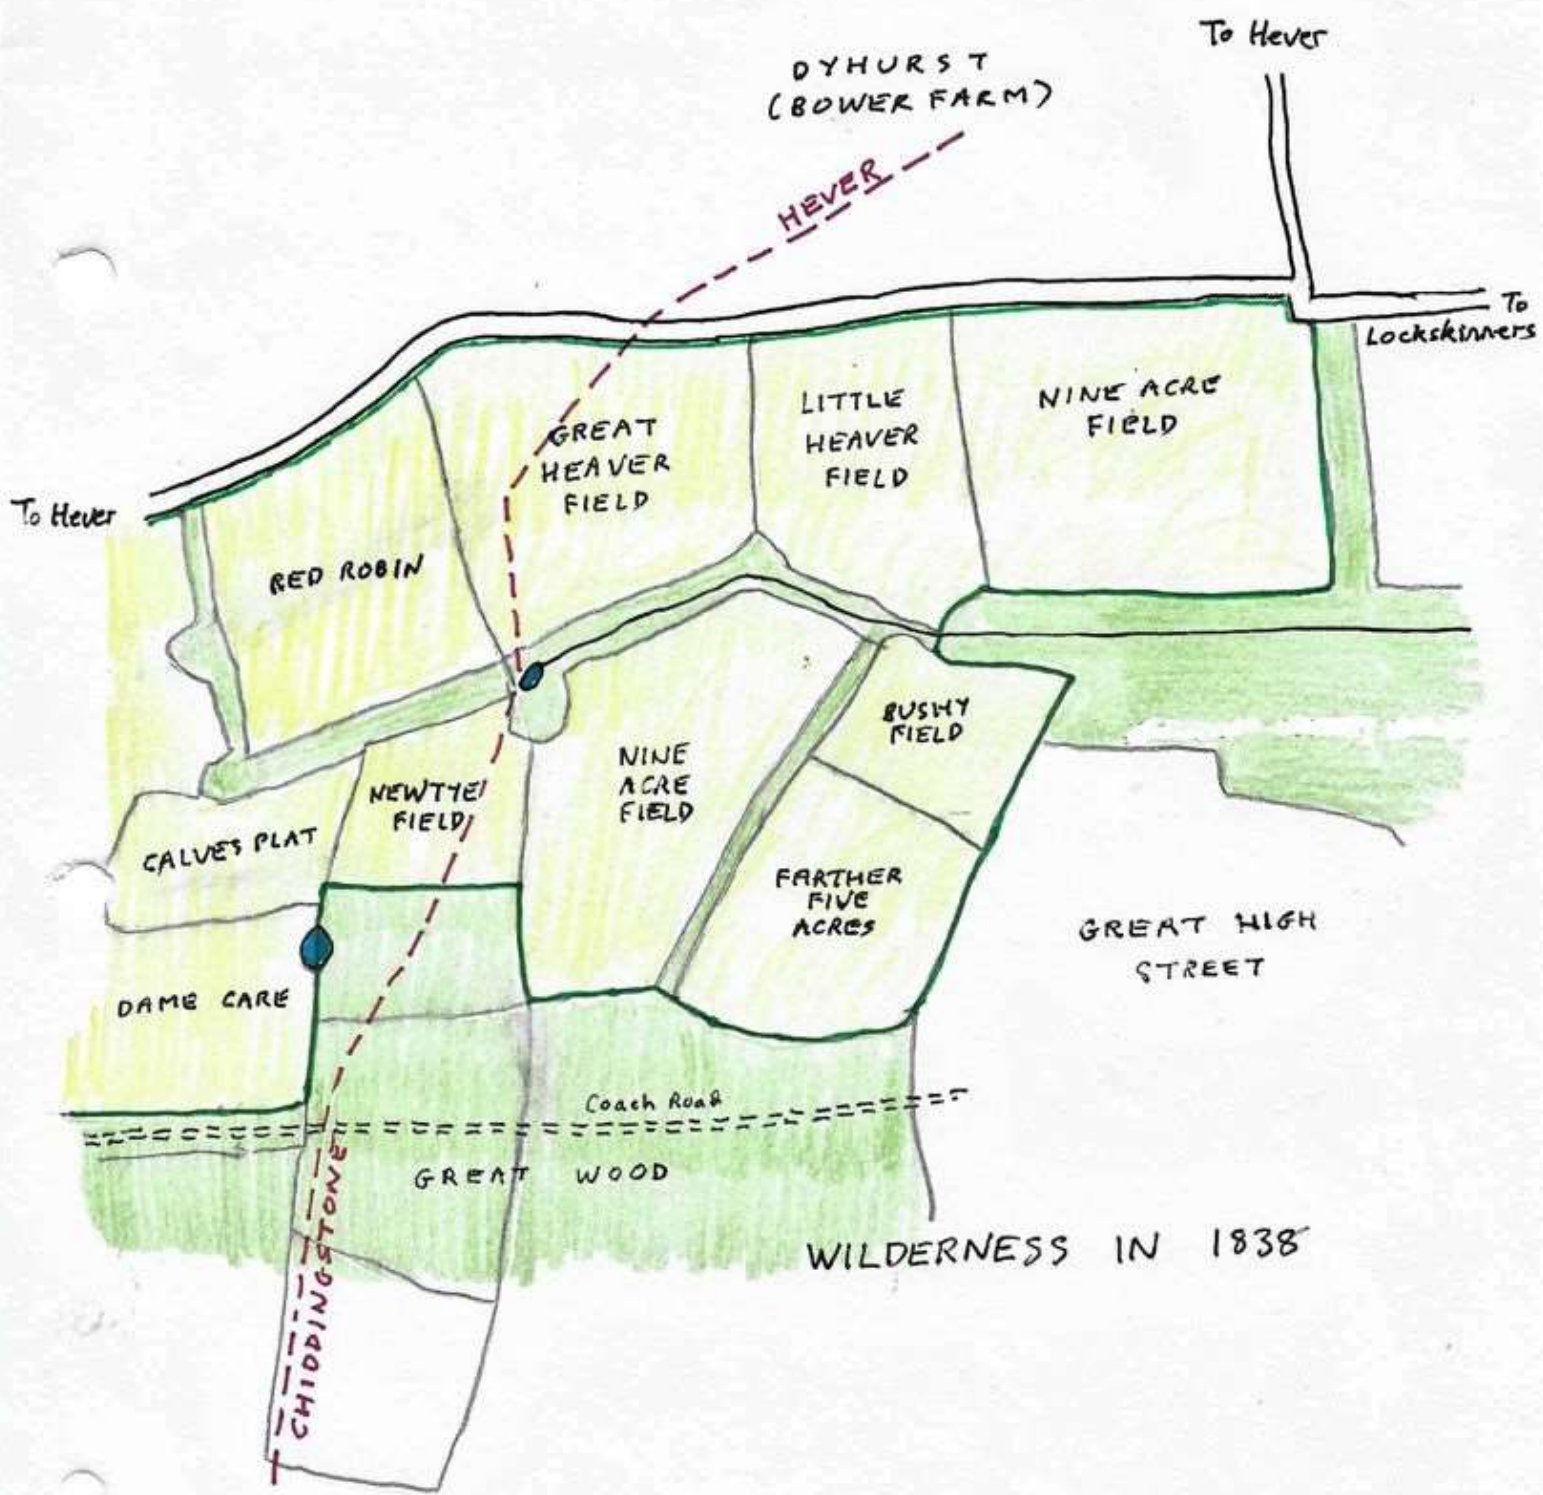 To Hever
DYHURST
(BOWER FARM)
HEVER
To
Lockskinners
NINE ACRE
FIELD
LITTLE
HEAVER
FIELD
GREAT
HEAVER
FIELD
To Hever
RED ROBIN
BUSHY
FIELD
NINE
ACRE
FIELD
NEWTYE
FIELD
CALVES PLAT
FARTHER
FIVE
ACRES
GREAT HIGH
STREET
DAME CARE
Coach Road
GREAT WOOD
CHIDDINGSTONE
WILDERNESS IN 1838